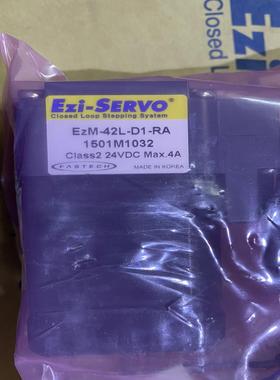 Closed L
Ezi-SERVO
Closed Loop Stepping System
EzM-42L-D1-RA
1501M1032
Class2 24VDC Max.4A
FASTECH MADE IN KOREA